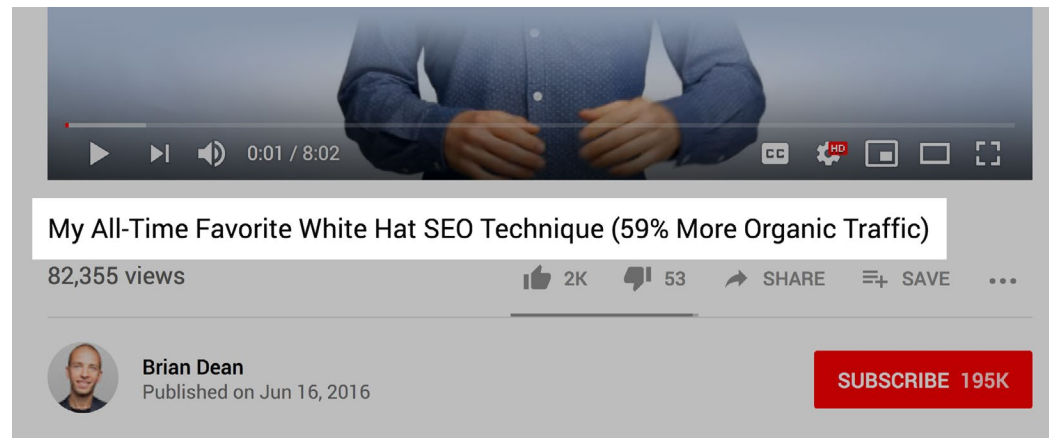 0:01 / 8:02 CC HD
My All-Time Favorite White Hat SEO Technique (59% More Organic Traffic)
82,355 views 2K 53 SHARE SAVE
Brian Dean
Published on Jun 16, 2016
SUBSCRIBE 195K